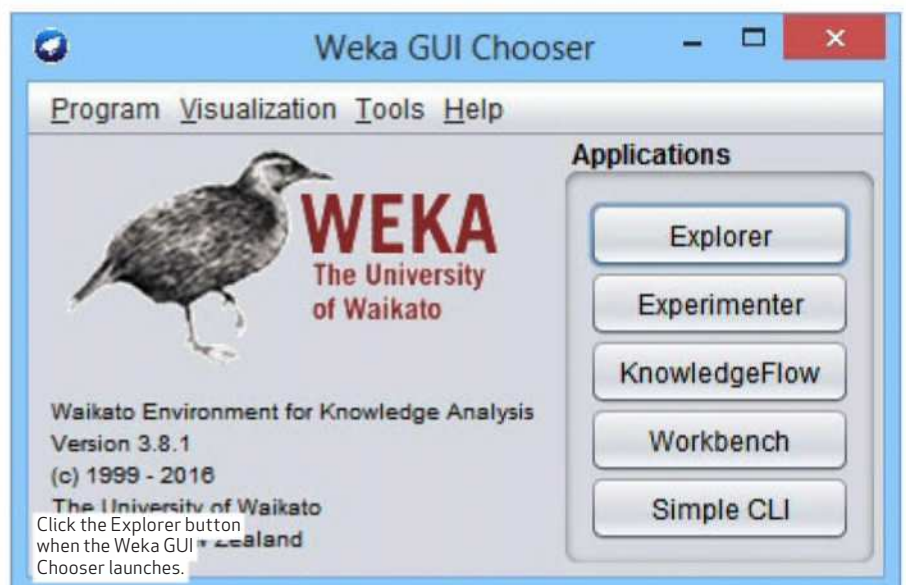 Weka GUI Chooser
Program Visualization Tools Help
Applications
WEKA
The University
of Waikato
Explorer
Experimenter
KnowledgeFlow
Workbench
Simple CLI
Waikato Environment for Knowledge Analysis
Version 3.8.1
(c) 1999 - 2016
The University of Waikato
Zealand
Click the Explorer button
when the Weka GUI
Chooser launches.